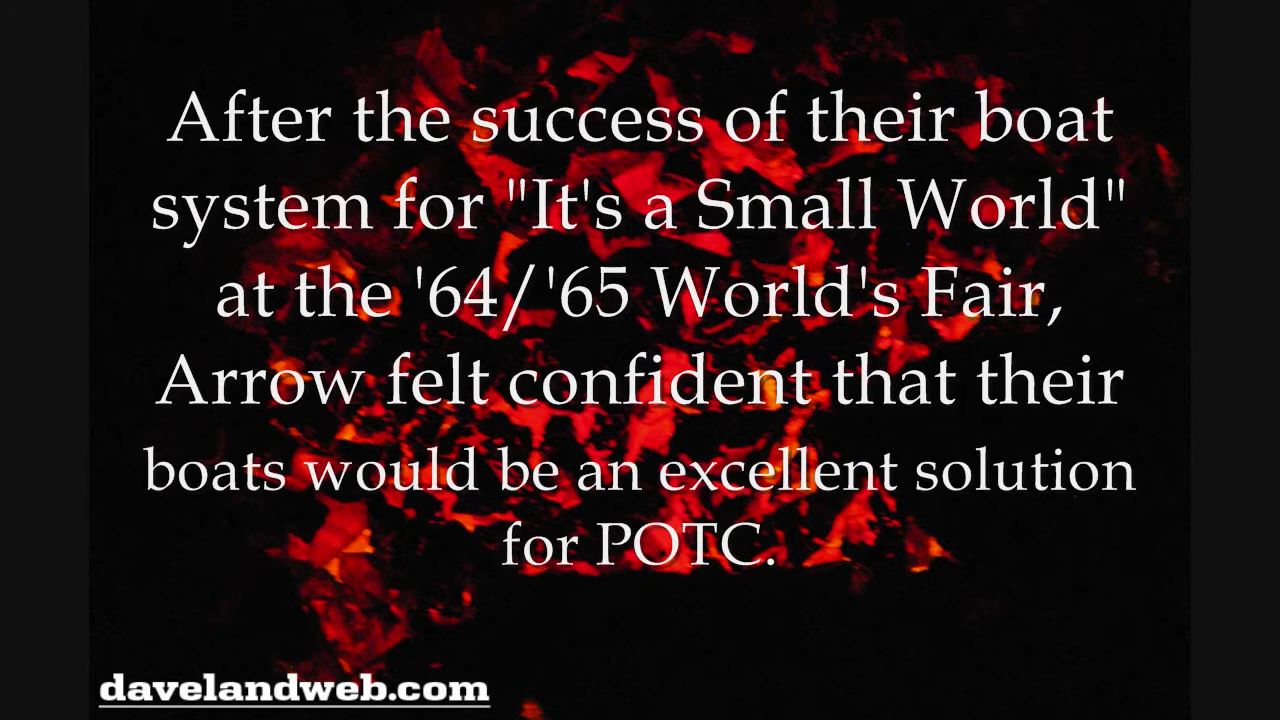 After the success of their boat
system for "It's a Small World"
at the '64/'65 World's Fair,
Arrow felt confident that their
boats would be an excellent solution
for POTC.
davelandweb.com